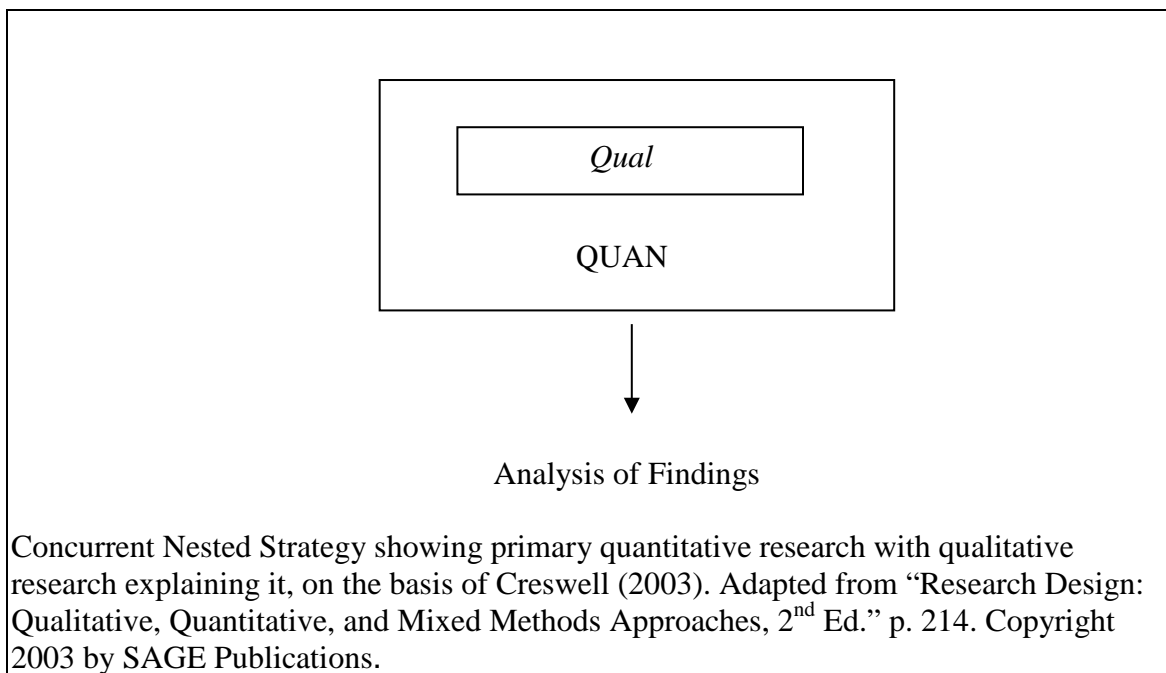 Qual
QUAN
Analysis of Findings
Concurrent Nested Strategy showing primary quantitative research with qualitative
research explaining it, on the basis of Creswell (2003). Adapted from “Research Design:
Qualitative, Quantitative, and Mixed Methods Approaches, 2nd Ed.” p. 214. Copyright
2003 by SAGE Publications.